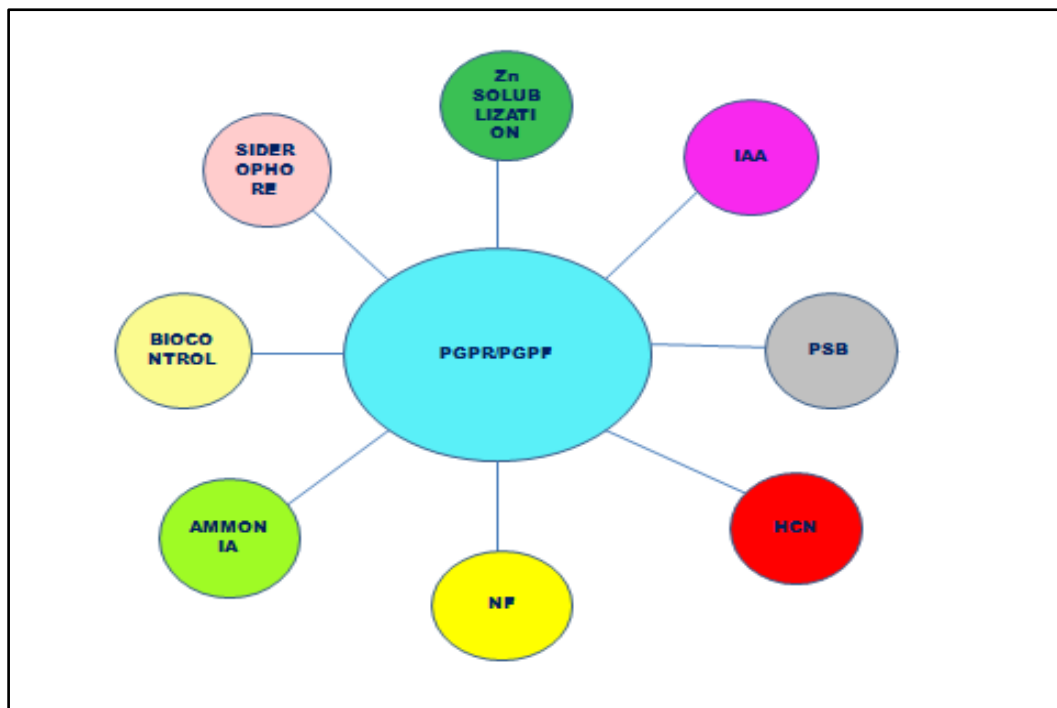 Zn
SOLUB
LIZATI
ON
SIDER
OPHO
RE
IAA
BIOCO
NTROL
PGPR/PGPF
PSB
AMMON
IA
HCN
NF